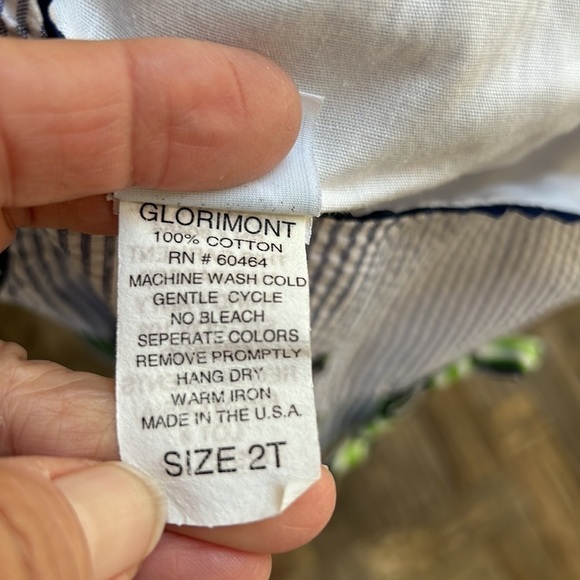 GLORIMONT
100% COTTON
RN # 60464
MACHINE WASH COLD
GENTLE CYCLE
NO BLEACH
SEPERATE COLORS
REMOVE PROMPTLY
HANG DRY
WARM IRON
MADE IN THE U.S.A.
SIZE 2T